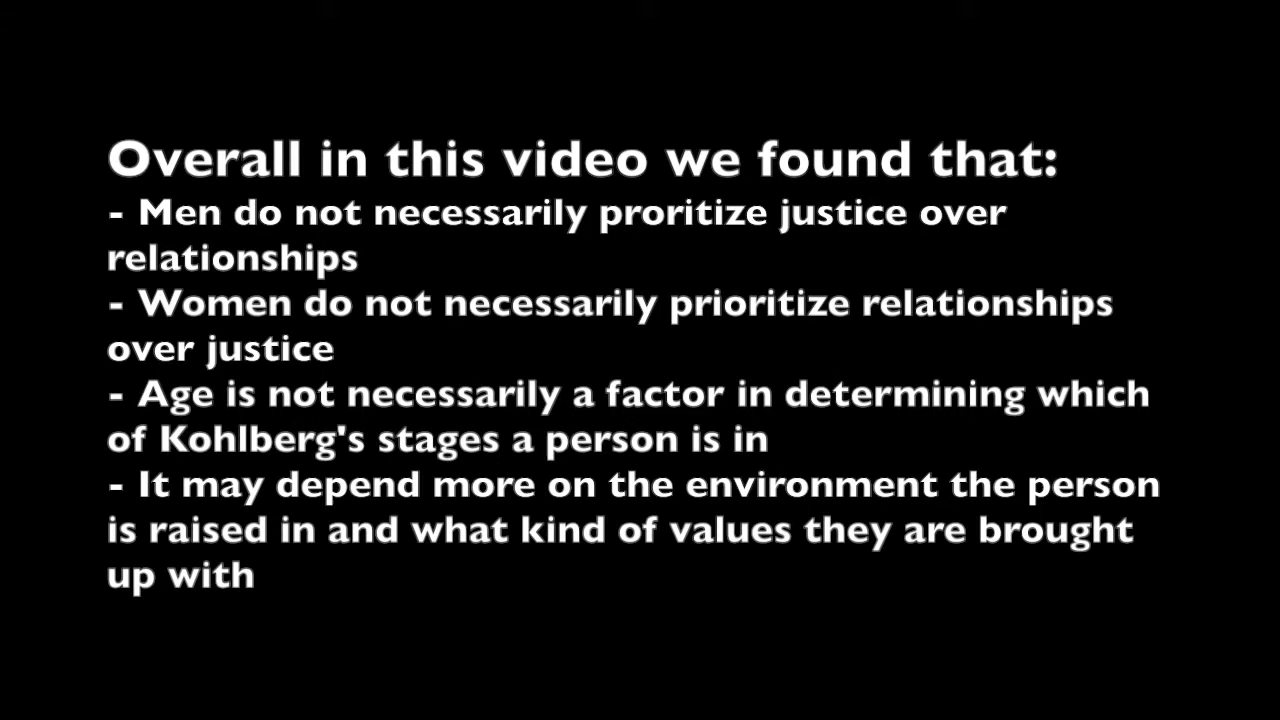 Overall in this video we found that:
- Men do not necessarily proritize justice over
relationships
- Women do not necessarily prioritize relationships
over justice
- Age is not necessarily a factor in determining which
of Kohlberg's stages a person is in
- It may depend more on the environment the person
is raised in and what kind of values they are brought
up with